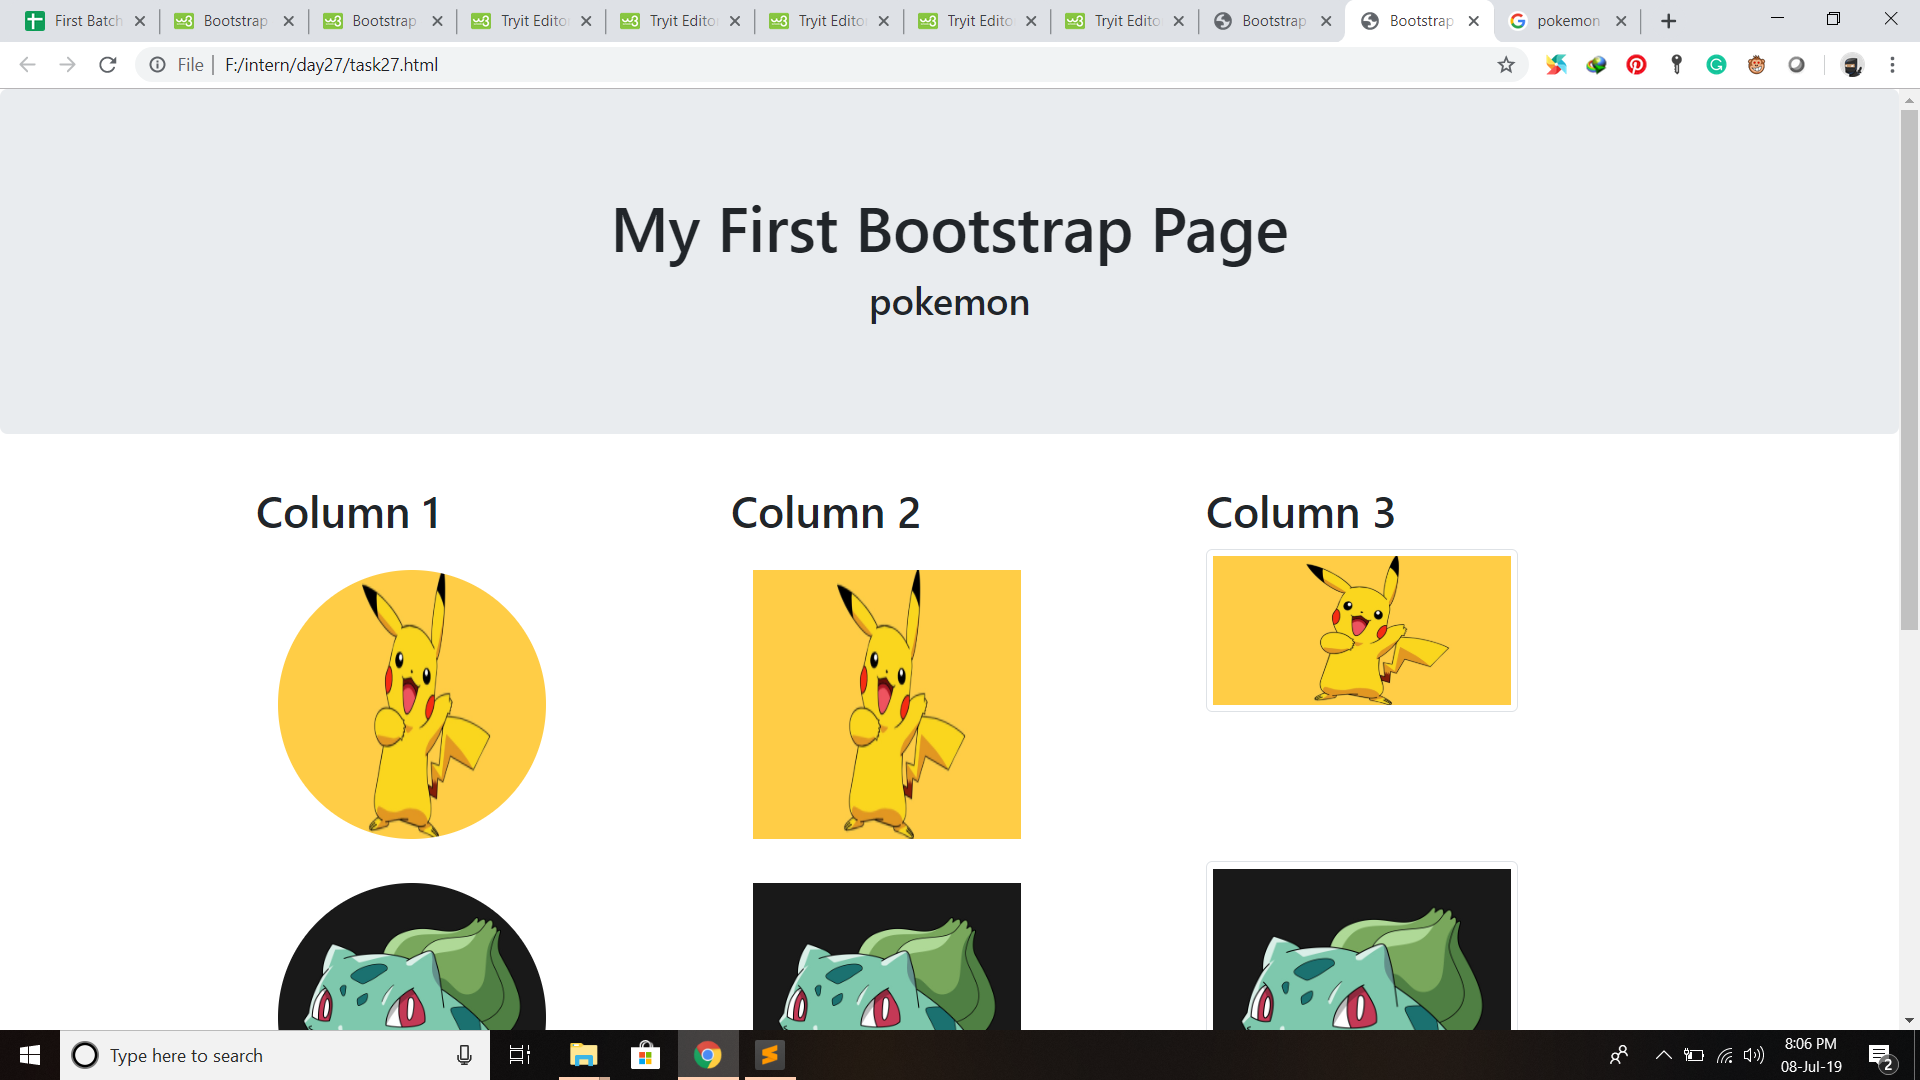 First Batch
Bootstrap
Bootstrap
Tryit Edito
Tryit Edito
Tryit Edito
Tryit Edito
Tryit Edito
Bootstrap
Bootstrap
pokemon
File | F:/intern/day27/task27.html
My First Bootstrap Page
pokemon
Column 1
Column 2
Column 3
Type here to search
8:06 PM
08-Jul-19
2